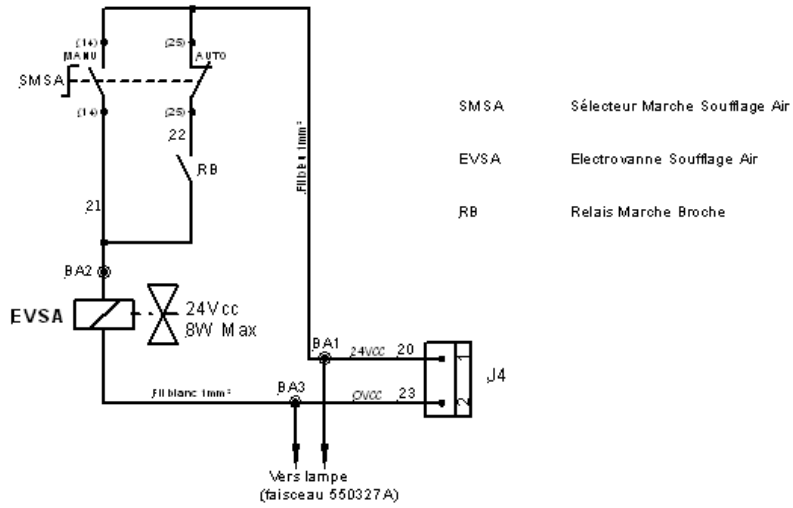 (14)
(25)
MANU
AUTO
SMSA
(14)
(25)
22
RB
Fil bleu 1mm²
21
BA2
EVSA
24Vcc
8W Max
BA1
24VCC
20
1
J4
Fil blanc 1mm²
BA3
0VCC
23
2
Vers lampe
(faisceau 550327A)
SMSA Sélecteur Marche Soufflage Air
EVSA Electrovanne Soufflage Air
RB Relais Marche Broche